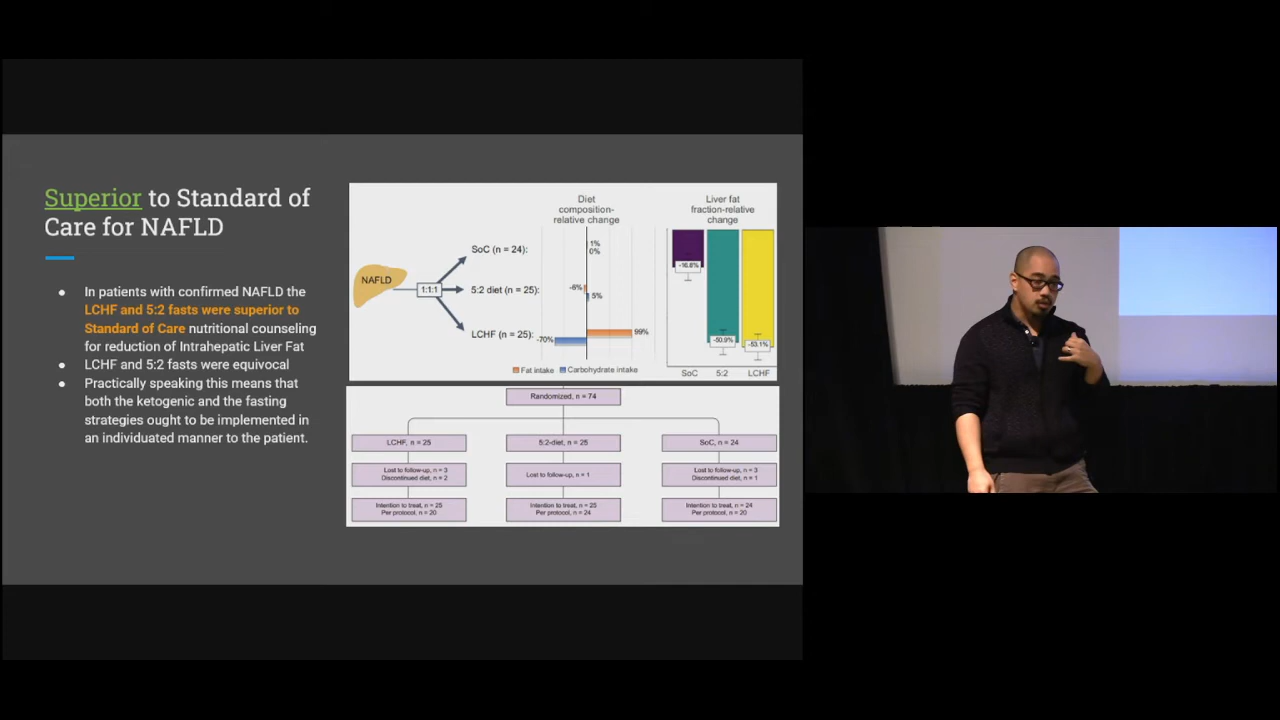 Superior to Standard of
Care for NAFLD
● In patients with confirmed NAFLD the
LCHF and 5:2 fasts were superior to
Standard of Care nutritional counseling
for reduction of Intrahepatic Liver Fat
● LCHF and 5:2 fasts were equivocal
● Practically speaking this means that
both the ketogenic and the fasting
strategies ought to be implemented in
an individuated manner to the patient.
Diet
composition-
relative change
Liver fat
fraction-relative
change
NAFLD
1:1:1
SoC (n = 24):
1%
0%
5:2 diet (n = 25):
-6%
5%
LCHF (n = 25):
99%
-70%
Fat intake
Carbohydrate intake
-16.8%
-50.9%
-53.1%
SoC
5:2
LCHF
Randomized, n = 74
LCHF, n = 25
5:2-diet, n = 25
SoC, n = 24
Lost to follow-up, n = 3
Discontinued diet, n = 2
Lost to follow-up, n = 1
Lost to follow-up, n = 3
Discontinued diet, n = 1
Intention to treat, n = 25
Per protocol, n = 20
Intention to treat, n = 25
Per protocol, n = 24
Intention to treat, n = 24
Per protocol, n = 20